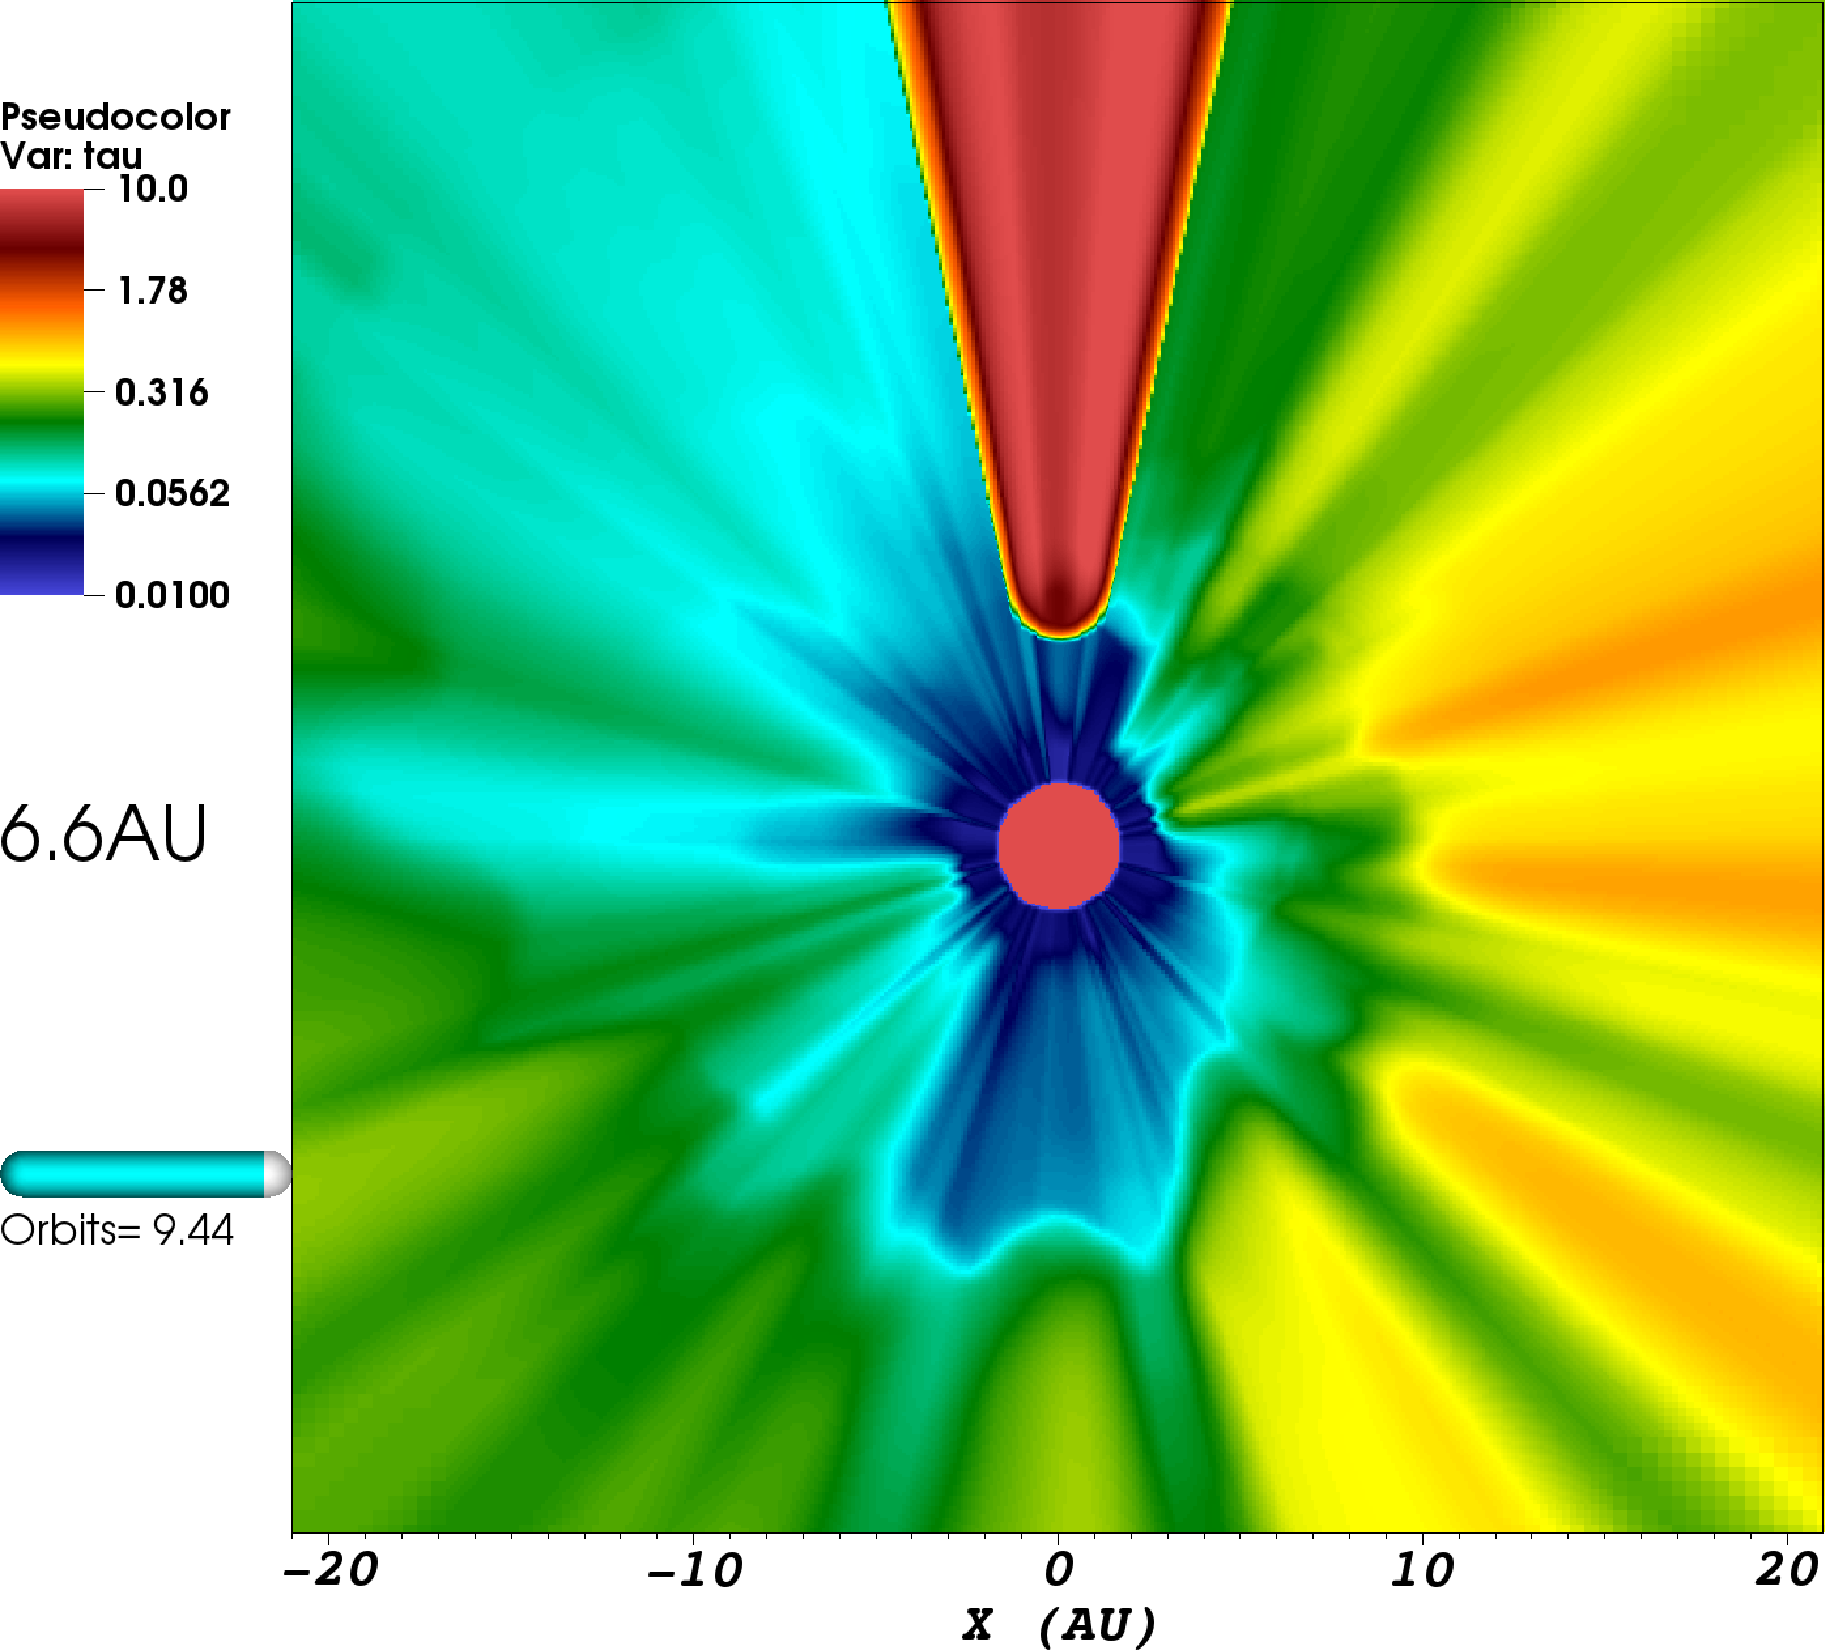 Pseudocolor
Var: tau
10.0
1.78
0.316
0.0562
0.0100
6.6AU
Orbits= 9.44
-20 -10 0 10 20
X (AU)